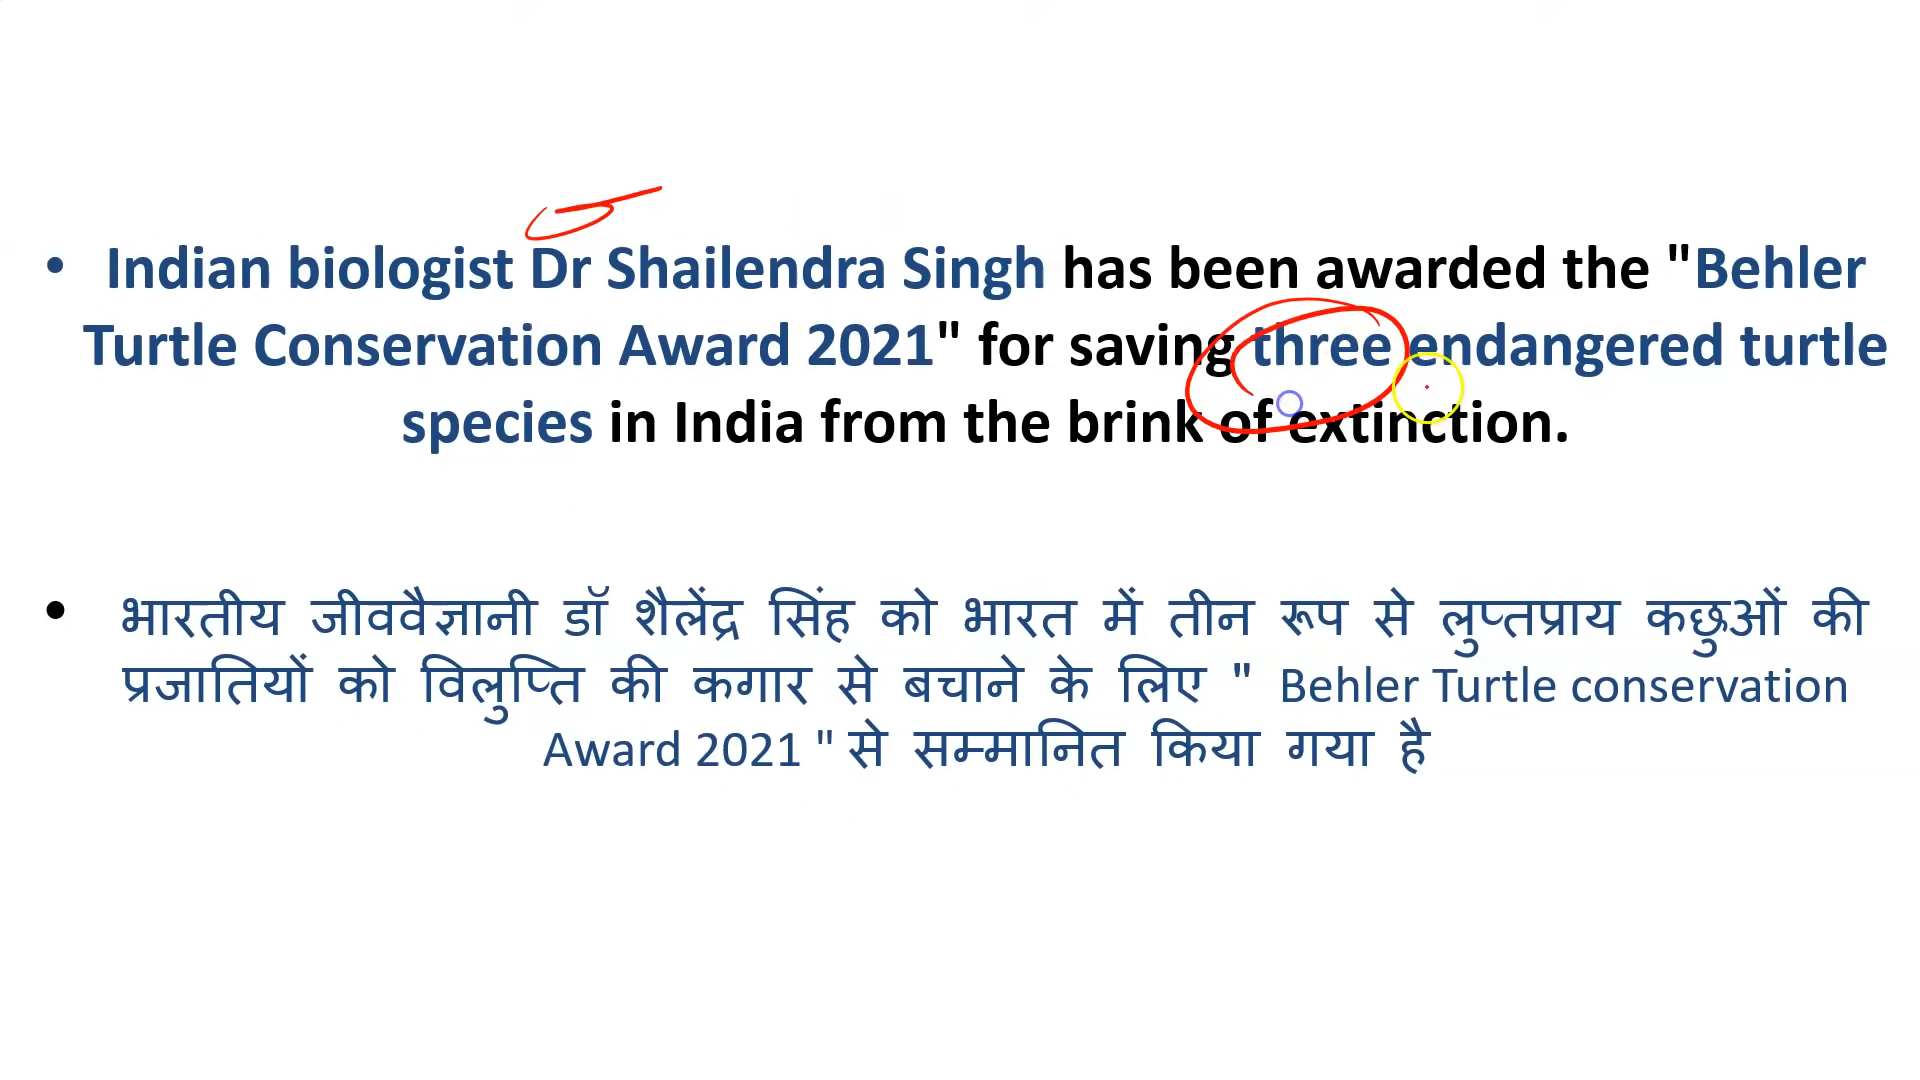 • Indian biologist Dr Shailendra Singh has been awarded the "Behler
Turtle Conservation Award 2021" for saving three endangered turtle
species in India from the brink of extinction.
• भारतीय जीववैज्ञानी डॉ शैलेंद्र सिंह को भारत में तीन रूप से लुप्तप्राय कछुओं की
प्रजातियों को विलुप्ति की कगार से बचाने के लिए " Behler Turtle conservation
Award 2021 " से सम्मानित किया गया है